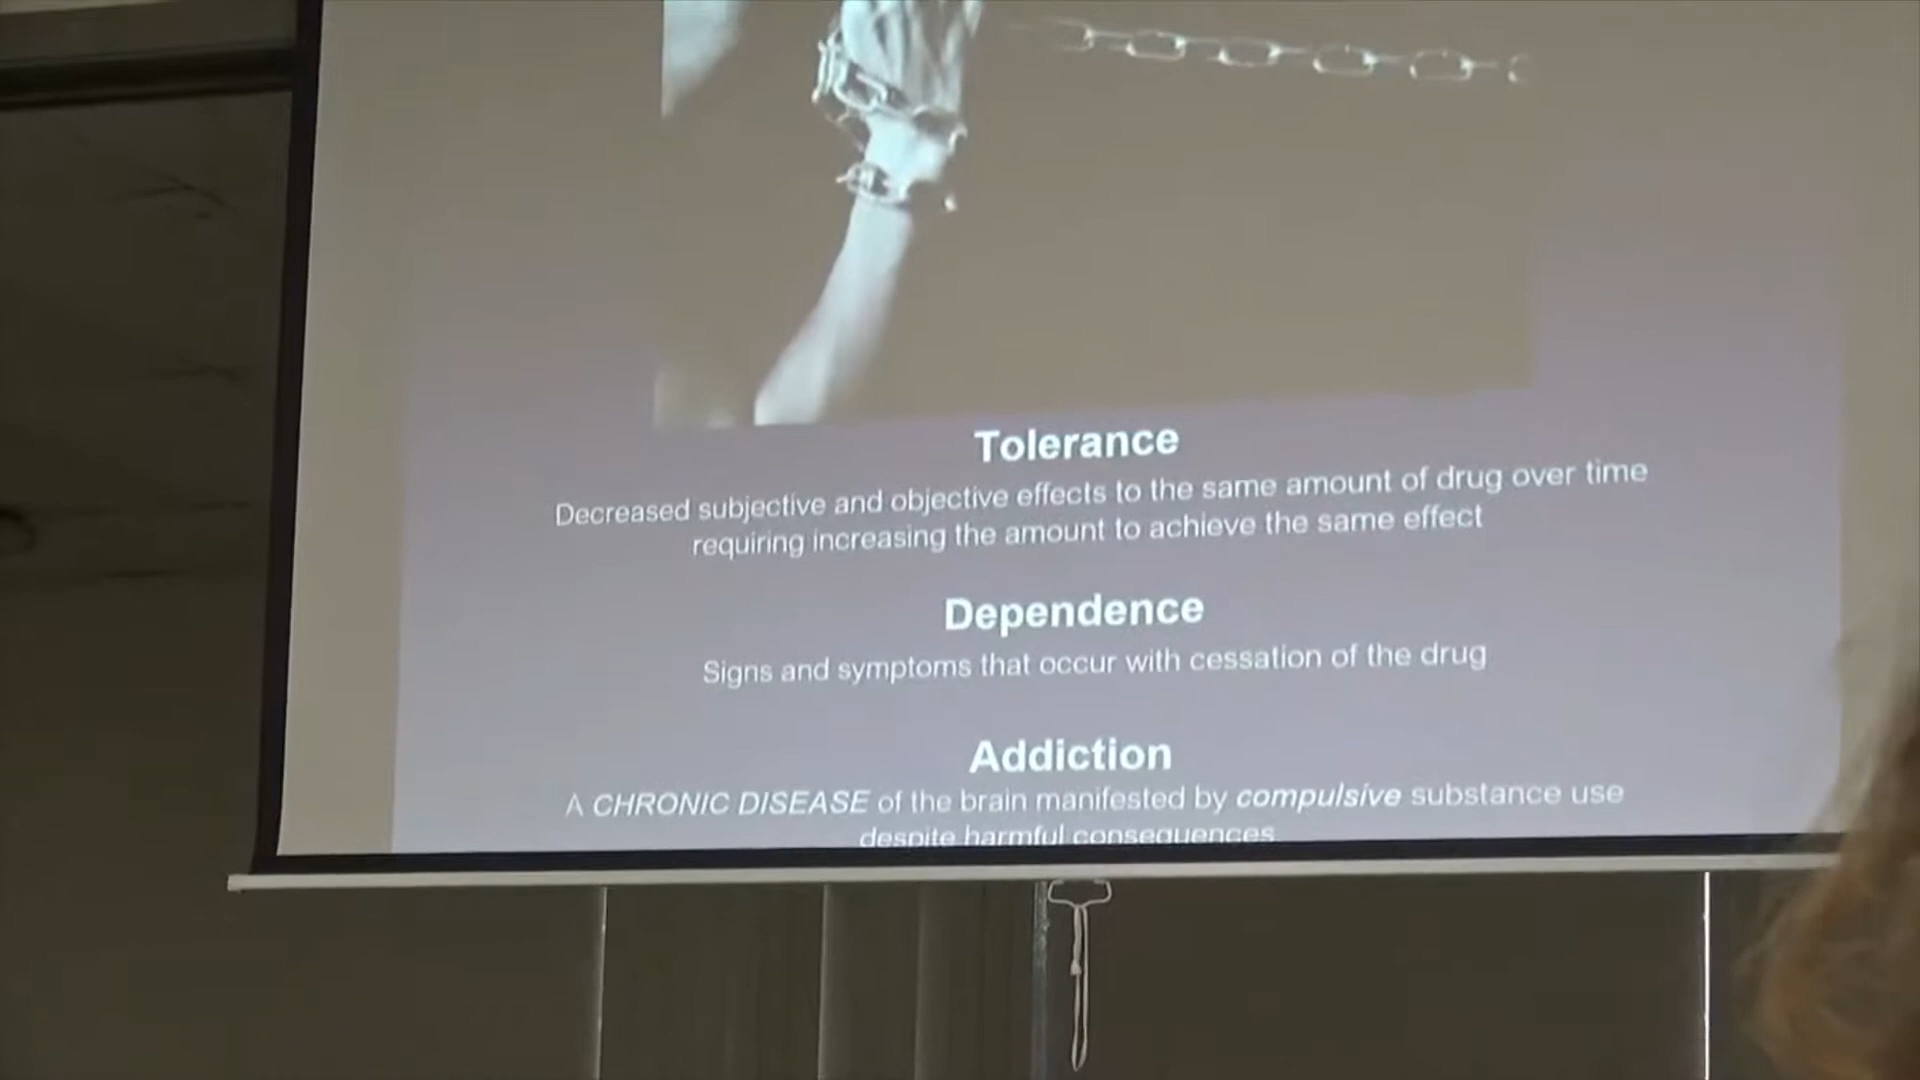 Tolerance
Decreased subjective and objective effects to the same amount of drug over time
requiring increasing the amount to achieve the same effect
Dependence
Signs and symptoms that occur with cessation of the drug
Addiction
A CHRONIC DISEASE of the brain manifested by compulsive substance use
despite harmful consequences